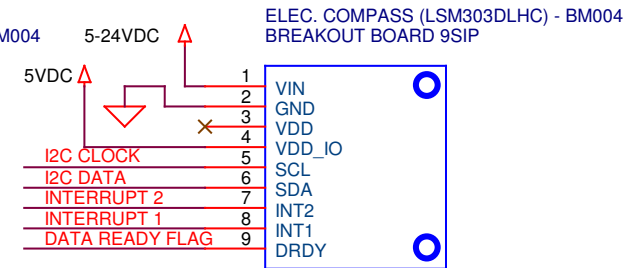 ELEC. COMPASS (LSM303DLHC) - BM004
M004 5-24VDC BREAKOUT BOARD 9SIP
5VDC
1 VIN
2 GND
3 VDD
4 VDD_IO
I2C CLOCK 5 SCL
I2C DATA 6 SDA
INTERRUPT 2 7 INT2
INTERRUPT 1 8 INT1
DATA READY FLAG 9 DRDY